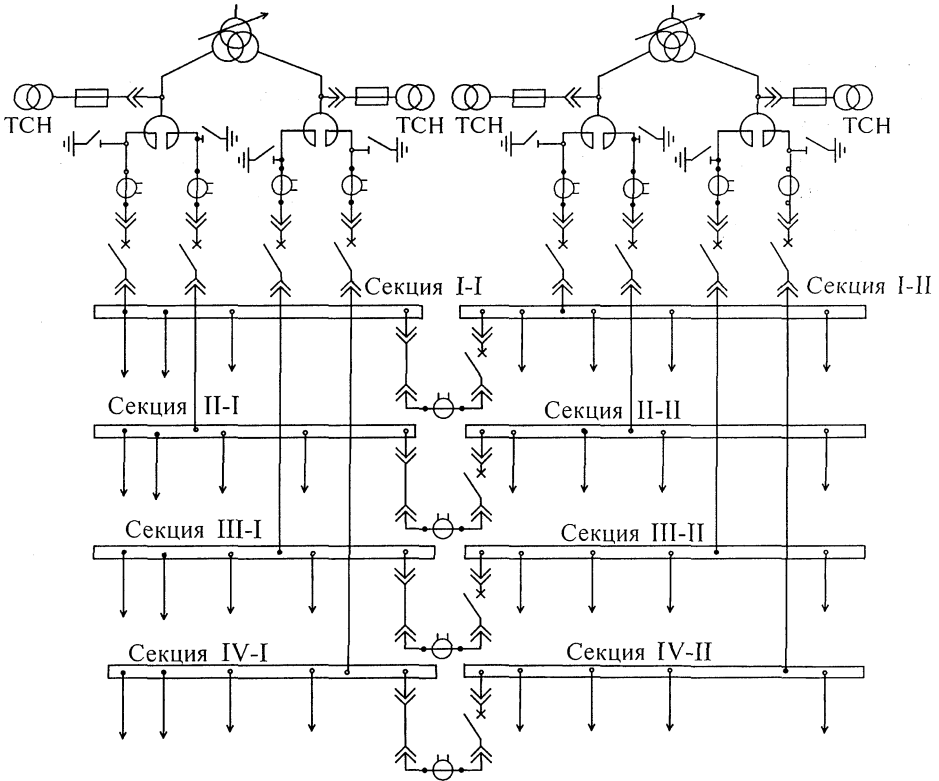 ТСН
ТСН
ТСН
ТСН
Секция I-I
Секция I-II
Секция II-I
Секция II-II
Секция III-I
Секция III-II
Секция IV-I
Секция IV-II